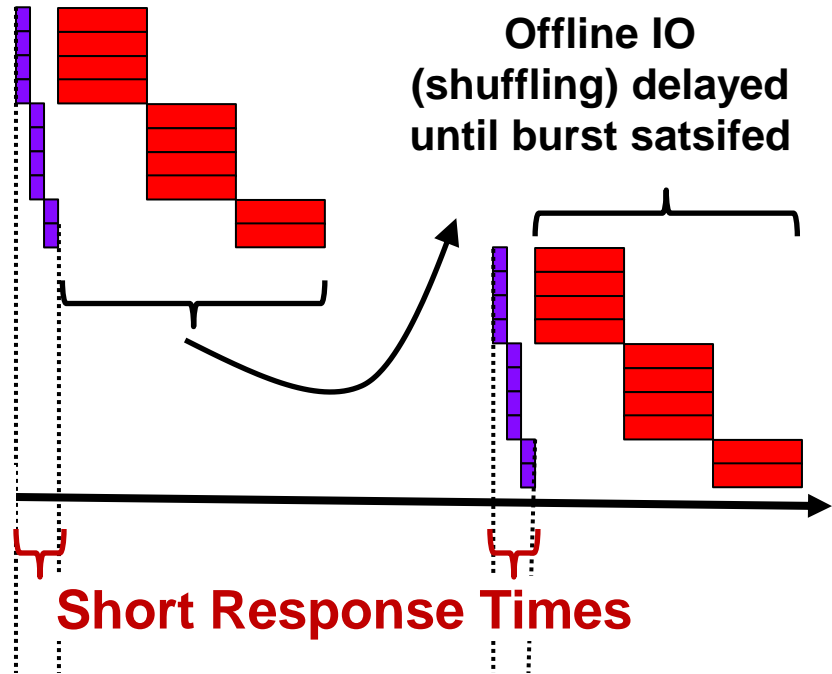 Offline IO
(shuffling) delayed
until burst satsifed
Short Response Times